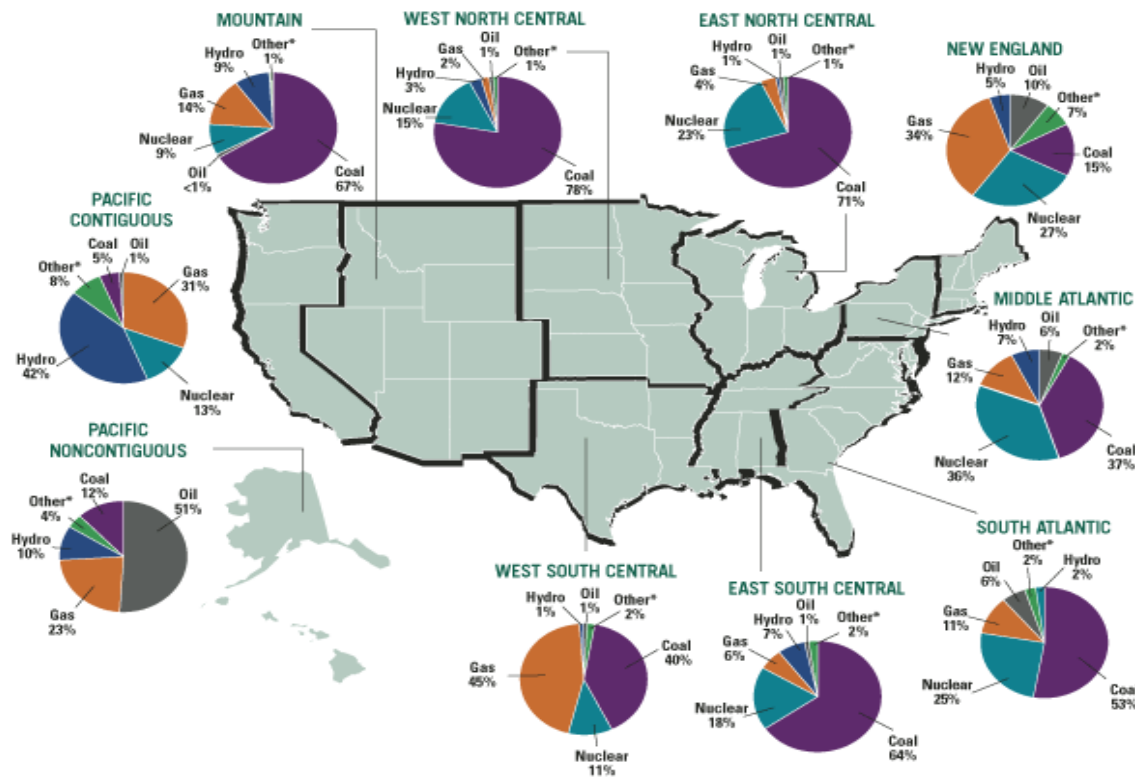 MOUNTAIN
Other*
1%
Hydro
9%
Gas
14%
Nuclear
9%
Oil
<1%
Coal
67%
WEST NORTH CENTRAL
Oil
1%
Other*
1%
Gas
2%
Hydro
3%
Nuclear
15%
Coal
78%
EAST NORTH CENTRAL
Oil
1%
Other*
1%
Hydro
1%
Gas
4%
Nuclear
23%
Coal
71%
NEW ENGLAND
Hydro
5%
Oil
10%
Other*
7%
Gas
34%
Coal
15%
Nuclear
27%
PACIFIC
CONTIGUOUS
Coal
5%
Oil
1%
Other*
8%
Gas
31%
Hydro
42%
Nuclear
13%
MIDDLE ATLANTIC
Hydro
7%
Oil
6%
Other*
2%
Gas
12%
Nuclear
36%
Coal
37%
PACIFIC
NONCONTIGUOUS
Coal
12%
Oil
51%
Other*
4%
Hydro
10%
Gas
23%
SOUTH ATLANTIC
Other*
2%
Hydro
2%
Oil
6%
Gas
11%
Nuclear
25%
Coal
53%
WEST SOUTH CENTRAL
Hydro
1%
Oil
1%
Other*
2%
Coal
40%
Gas
45%
Nuclear
11%
EAST SOUTH CENTRAL
Oil
1%
Other*
2%
Hydro
7%
Gas
6%
Nuclear
18%
Coal
64%